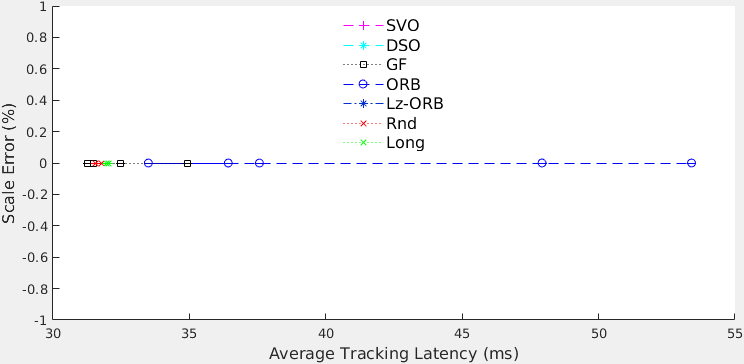 1
0.8
0.6
0.4
0.2
0
-0.2
-0.4
-0.6
-0.8
-1
Scale Error (%)
SVO
DSO
GF
ORB
Lz-ORB
Rnd
Long
30 35 40 45 50 55
Average Tracking Latency (ms)